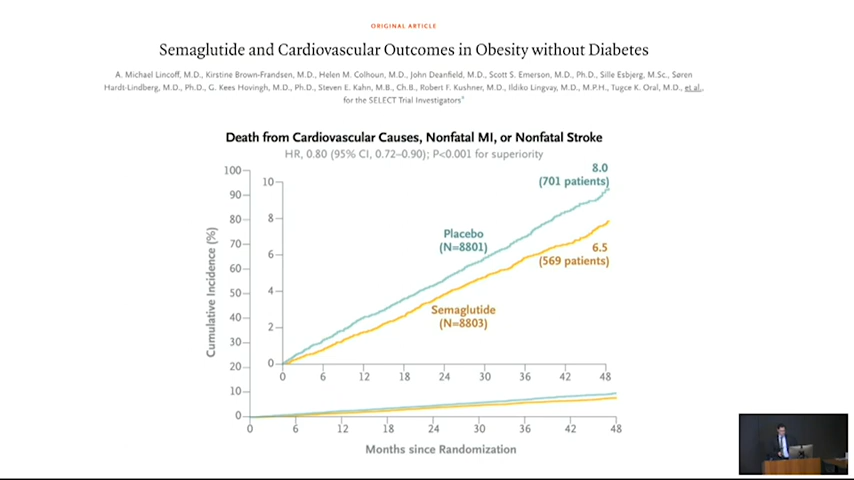 ORIGINAL ARTICLE
Semaglutide and Cardiovascular Outcomes in Obesity without Diabetes
A. Michael Lincoff, M.D., Kirstine Brown-Frandsen, M.D., Helen M. Colhoun, M.D., John Deanfield, M.D., Scott S. Emerson, M.D., Ph.D., Sille Esbjerg, M.Sc., Søren
Hardt-Lindberg, M.D., Ph.D., G. Kees Hovingh, M.D., Ph.D., Steven E. Kahn, M.B., Ch.B., Robert F. Kushner, M.D., Ildiko Lingvay, M.D., M.P.H., Tugce K. Oral, M.D., et al.,
for the SELECT Trial Investigators*
Death from Cardiovascular Causes, Nonfatal MI, or Nonfatal Stroke
HR, 0.80 (95% CI, 0.72–0.90); P<0.001 for superiority
Cumulative Incidence (%)
100
90
80
70
60
50
40
30
20
10
0
10
8
6
4
2
0
8.0
(701 patients)
Placebo
(N=8801)
6.5
(569 patients)
Semaglutide
(N=8803)
0 6 12 18 24 30 36 42 48
0 6 12 18 24 30 36 42 48
Months since Randomization